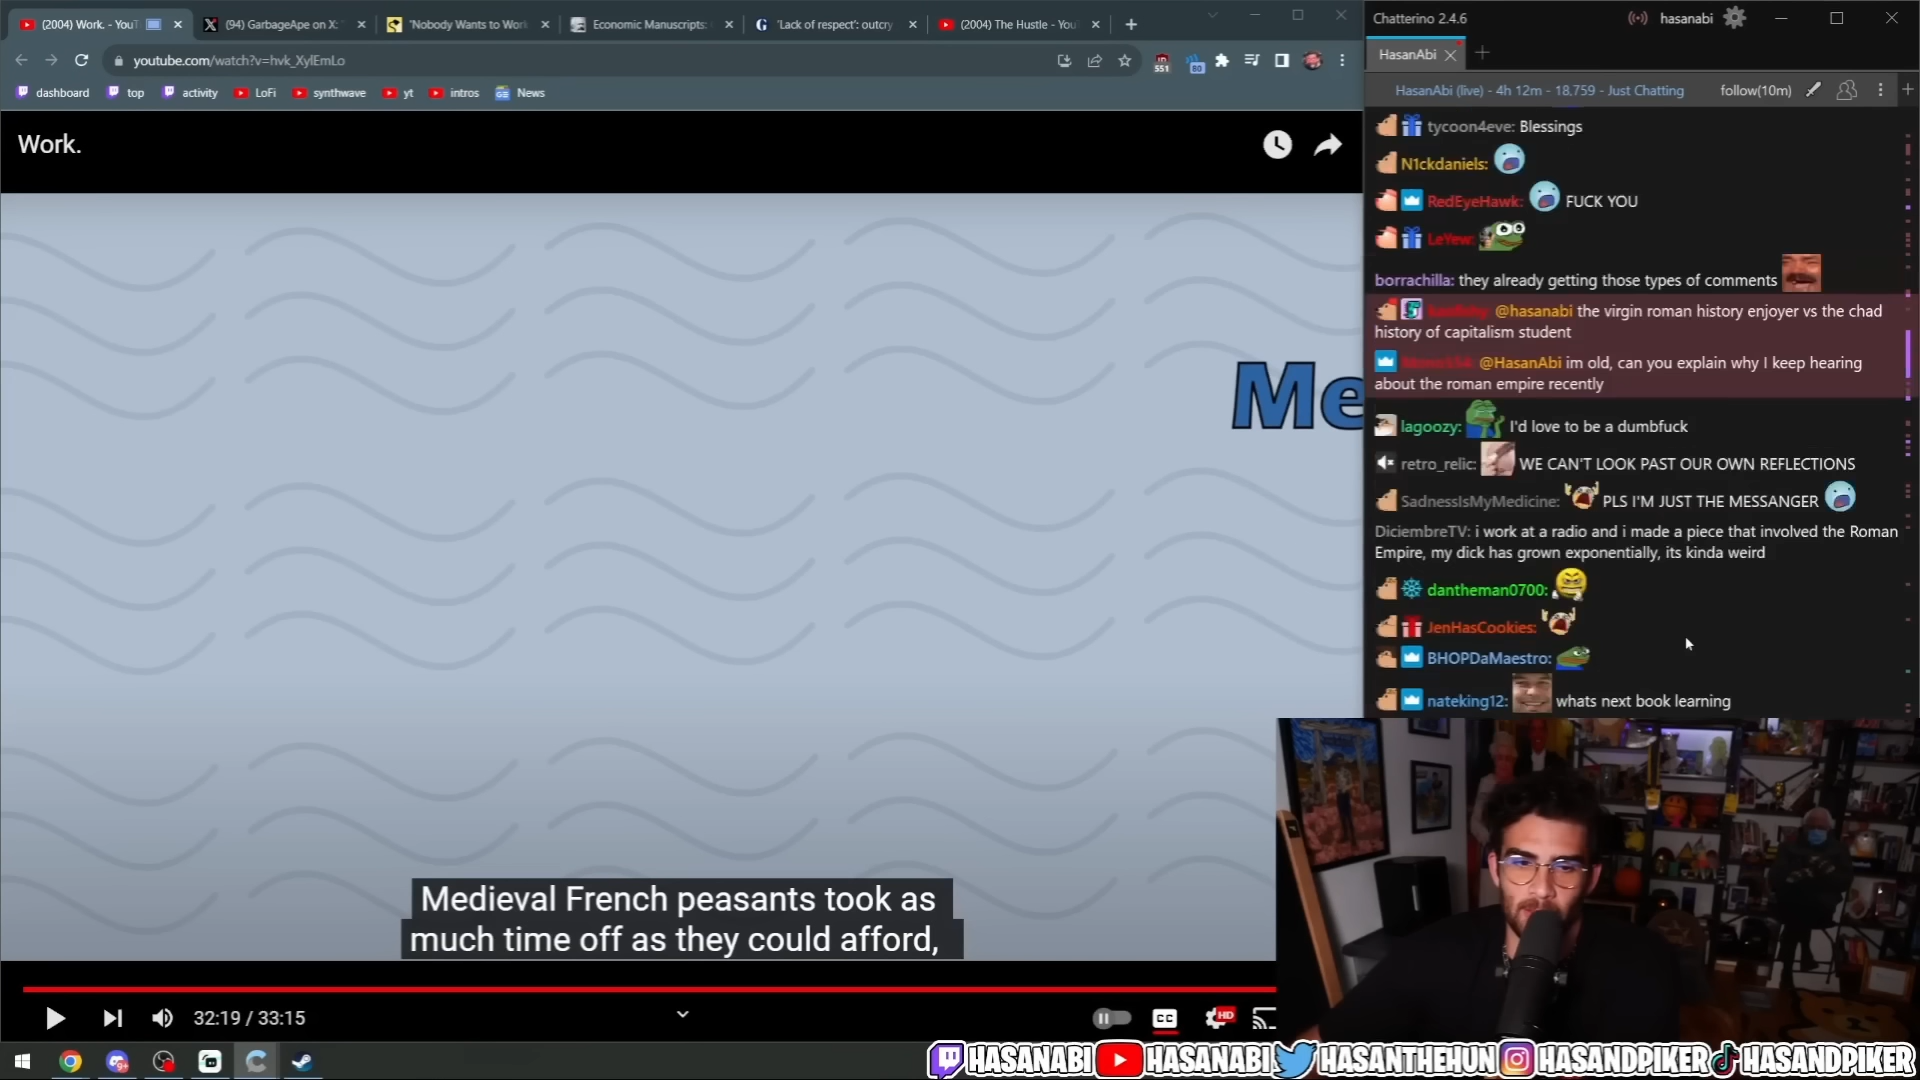 (2004) Work. - YouT
(94) GarbageApe on X: "
"Nobody Wants to Work
Economic Manuscripts:
'Lack of respect': outcry
(2004) The Hustle - You
youtube.com/watch?v=hvk_XylEmLo
551
80
dashboard
top
activity
LoFi
synthwave
yt
intros
News
Work.
Me
Medieval French peasants took as
much time off as they could afford,
32:19 / 33:15
CC
HD
Chatterino 2.4.6
hasanabi
HasanAbi
HasanAbi (live) - 4h 12m - 18,759 - Just Chatting
follow(10m)
tycoon4eve: Blessings
N1ckdaniels:
RedEyeHawk: FUCK YOU
LeYew:
borrachilla: they already getting those types of comments
@hasanabi the virgin roman history enjoyer vs the chad
history of capitalism student
@HasanAbi im old, can you explain why I keep hearing
about the roman empire recently
lagoozy: I'd love to be a dumbfuck
retro_relic: WE CAN'T LOOK PAST OUR OWN REFLECTIONS
SadnessIsMyMedicine: PLS I'M JUST THE MESSANGER
DiciembreTV: i work at a radio and i made a piece that involved the Roman
Empire, my dick has grown exponentially, its kinda weird
dantheman0700:
JenHasCookies:
BHOPDaMaestro:
nateking12: whats next book learning
HASANABI HASANABI HASANTHEHUN HASANDPIKER HASANDPIKER